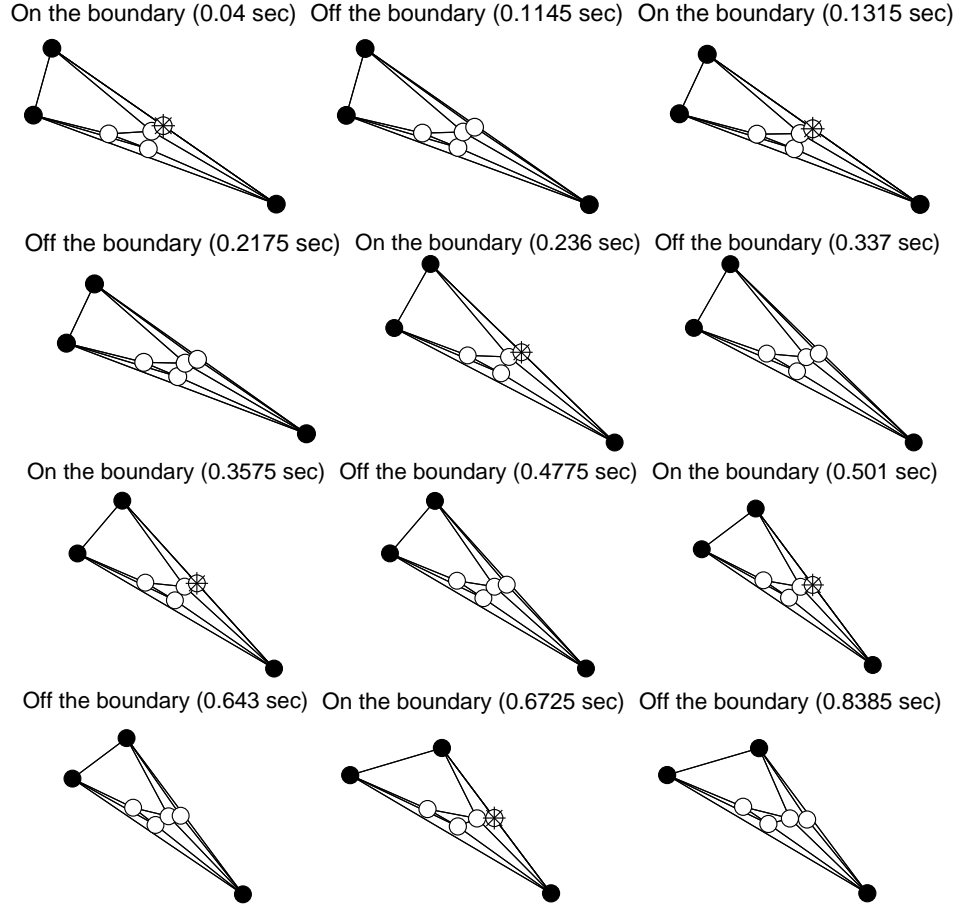 On the boundary (0.04 sec)
Off the boundary (0.1145 sec)
On the boundary (0.1315 sec)
Off the boundary (0.2175 sec)
On the boundary (0.236 sec)
Off the boundary (0.337 sec)
On the boundary (0.3575 sec)
Off the boundary (0.4775 sec)
On the boundary (0.501 sec)
Off the boundary (0.643 sec)
On the boundary (0.6725 sec)
Off the boundary (0.8385 sec)